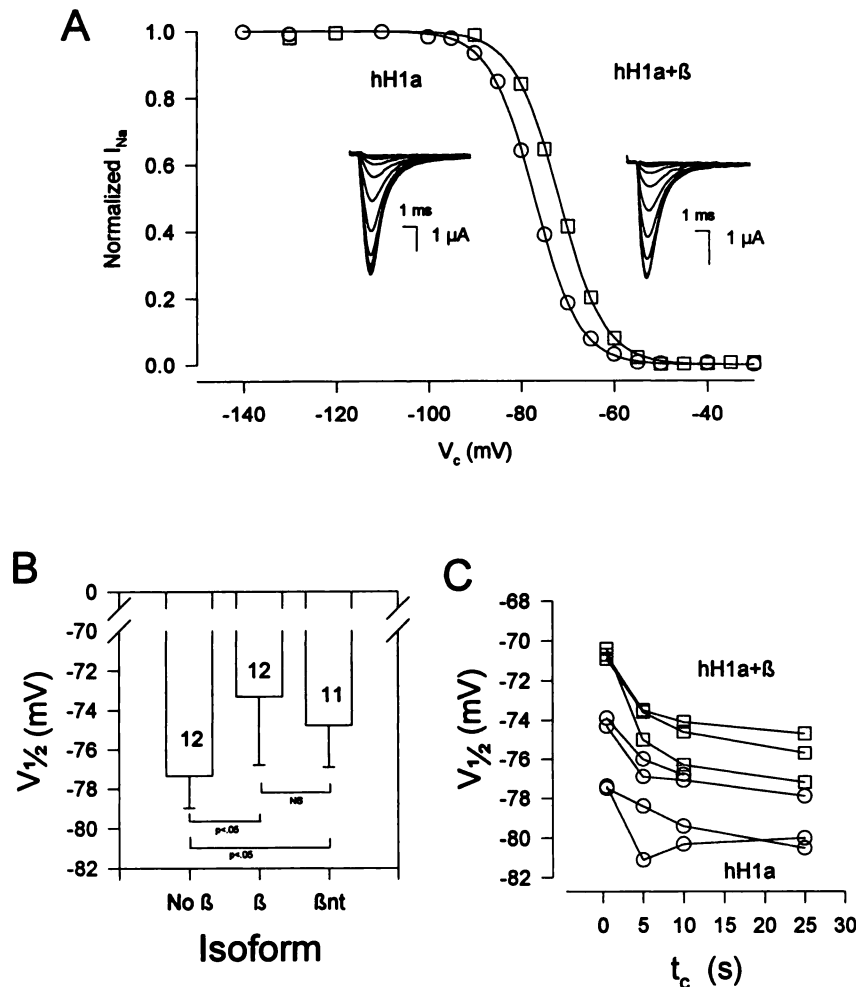 A
hH1a
hH1a+ß
Normalized I_Na
1.0
0.8
0.6
0.4
0.2
0.0
1 ms
1 µA
1 ms
1 µA
-140
-120
-100
-80
-60
-40
V_c (mV)
B
V½ (mV)
0
-70
-72
-74
-76
-78
-80
-82
12
12
11
p<.05
NS
p<.05
No ß
ß
ßnt
Isoform
C
V½ (mV)
-68
-70
-72
-74
-76
-78
-80
-82
hH1a+ß
hH1a
0
5
10
15
20
25
30
t_c (s)